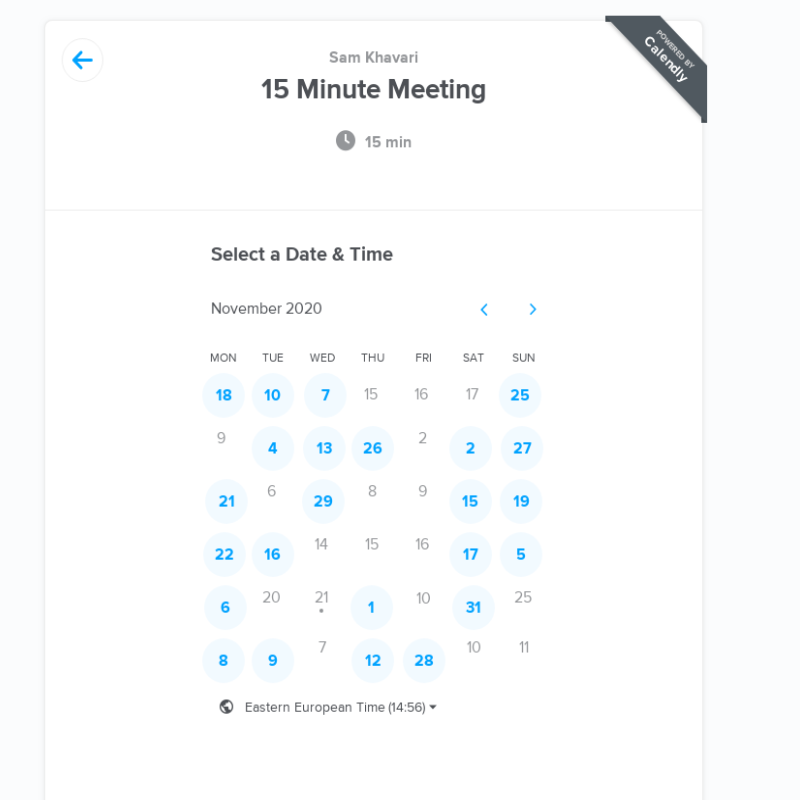 POWERED BY
Calendly
Sam Khavari
15 Minute Meeting
15 min
Select a Date & Time
November 2020
MON TUE WED THU FRI SAT SUN
18 10 7 15 16 17 25
9 4 13 26 2 2 27
21 6 29 8 9 15 19
22 16 14 15 16 17 5
6 20 21 1 10 31 25
8 9 7 12 28 10 11
Eastern European Time (14:56)